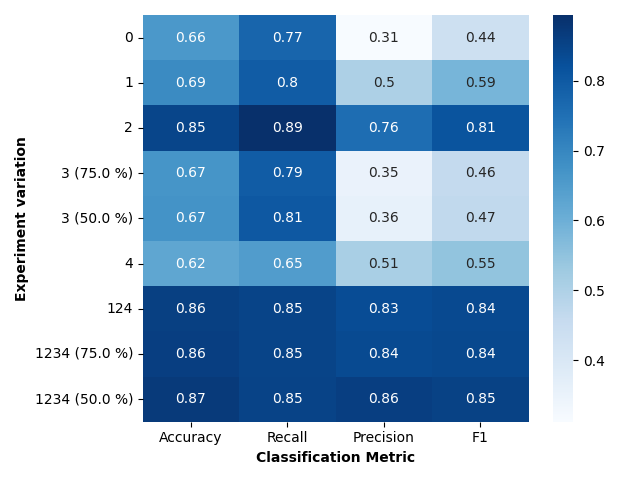 0 0.66 0.77 0.31 0.44
1 0.69 0.8 0.5 0.59
2 0.85 0.89 0.76 0.81
3 (75.0 %) 0.67 0.79 0.35 0.46
3 (50.0 %) 0.67 0.81 0.36 0.47
4 0.62 0.65 0.51 0.55
124 0.86 0.85 0.83 0.84
1234 (75.0 %) 0.86 0.85 0.84 0.84
1234 (50.0 %) 0.87 0.85 0.86 0.85
Accuracy Recall Precision F1
Classification Metric
Experiment variation
0.8
0.7
0.6
0.5
0.4